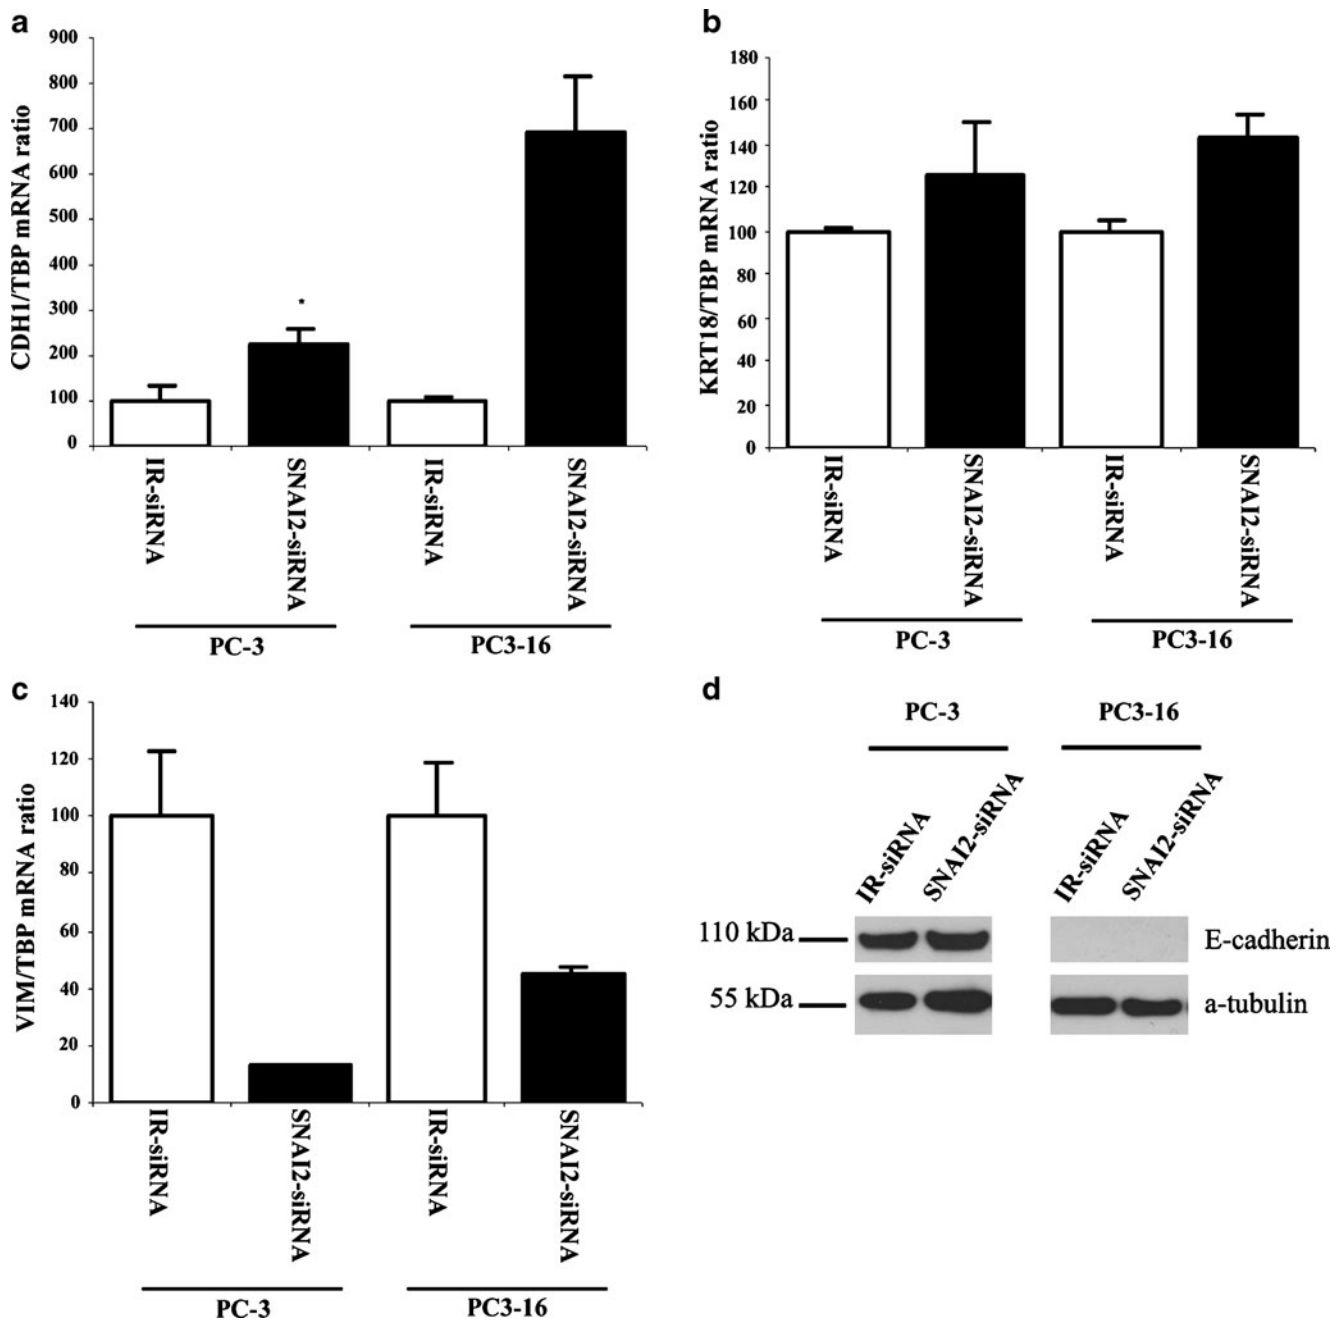 a
900
800
700
600
500
400
300
200
100
0
CDH1/TBP mRNA ratio
*
IR-siRNA
SNAI2-siRNA
IR-siRNA
SNAI2-siRNA
PC-3
PC3-16
b
180
160
140
120
100
80
60
40
20
0
KRT18/TBP mRNA ratio
IR-siRNA
SNAI2-siRNA
IR-siRNA
SNAI2-siRNA
PC-3
PC3-16
c
140
120
100
80
60
40
20
0
VIM/TBP mRNA ratio
IR-siRNA
SNAI2-siRNA
IR-siRNA
SNAI2-siRNA
PC-3
PC3-16
d
PC-3
PC3-16
IR-siRNA
SNAI2-siRNA
IR-siRNA
SNAI2-siRNA
110 kDa
E-cadherin
55 kDa
a-tubulin